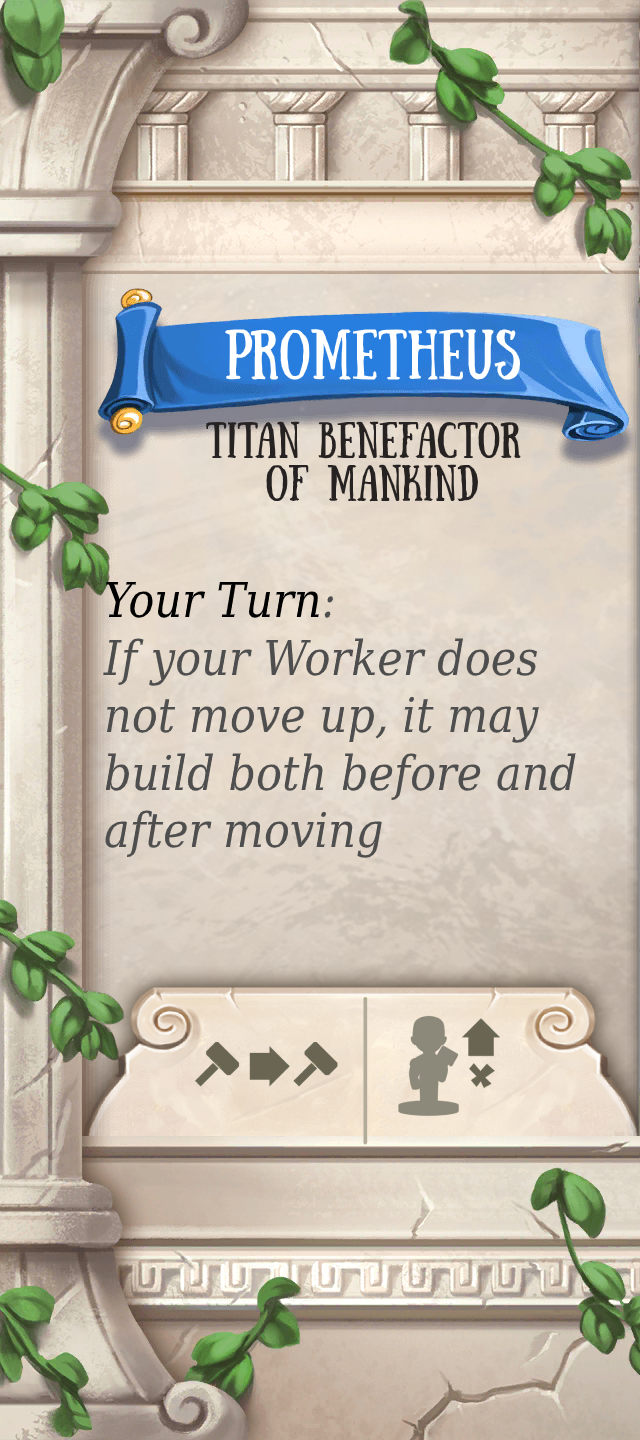 PROMETHEUS
TITAN BENEFACTOR
OF MANKIND
Your Turn:
If your Worker does
not move up, it may
build both before and
after moving